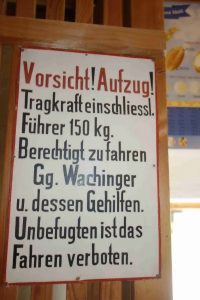 Vorsicht! Aufzug!
Tragkraft einschliessl.
Führer 150 kg.
Berechtigt zu fahren
Gg. Wachinger
u. dessen Gehilfen.
Unbefugten ist das
Fahren verboten.